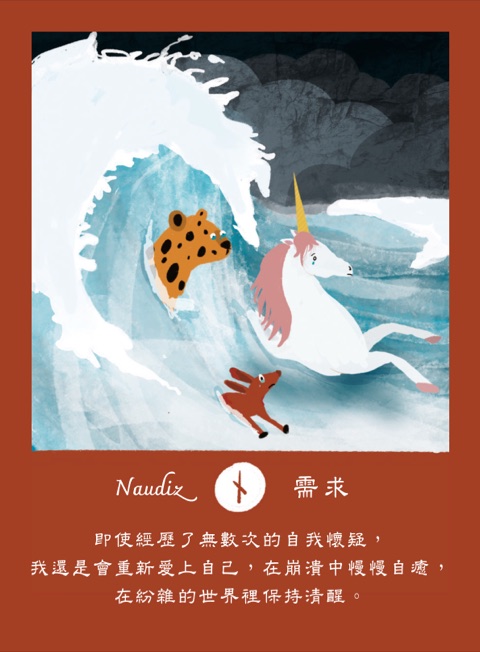 Naudiz ᚾ 需求
即使經歷了無數次的自我懷疑，
我還是會重新愛上自己，在崩潰中慢慢自癒，
在紛雜的世界裡保持清醒。